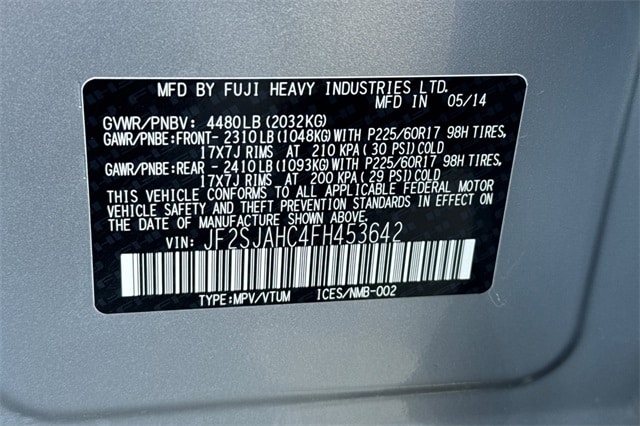 MFD BY FUJI HEAVY INDUSTRIES LTD.
MFD IN 05/14
GVWR/PNBV: 4480LB(2032KG)
GAWR/PNBE:FRONT-2310LB(1048KG)WITH P225/60R17 98H TIRES,
17X7J RIMS AT 210 KPA(30 PSI)COLD
GAWR/PNBE:REAR -2410LB(1093KG)WITH P225/60R17 98H TIRES,
17X7J RIMS AT 200 KPA(29 PSI)COLD
THIS VEHICLE CONFORMS TO ALL APPLICABLE FEDERAL MOTOR
VEHICLE SAFETY AND THEFT PREVENTION STANDARDS IN EFFECT ON
THE DATE OF MANUFACTURE SHOWN ABOVE.
VIN: JF2SJAHC4FH453642
TYPE:MPV/VTUM ICES/NMB-002